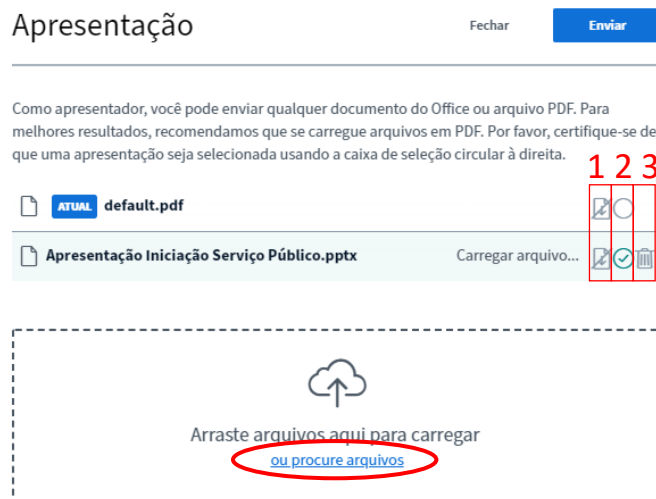 Apresentação
Fechar
Enviar
Como apresentador, você pode enviar qualquer documento do Office ou arquivo PDF. Para
melhores resultados, recomendamos que se carregue arquivos em PDF. Por favor, certifique-se de
que uma apresentação seja selecionada usando a caixa de seleção circular à direita.
1 2 3
ATUAL default.pdf
Apresentação Iniciação Serviço Público.pptx Carregar arquivo...
Arraste arquivos aqui para carregar
ou procure arquivos